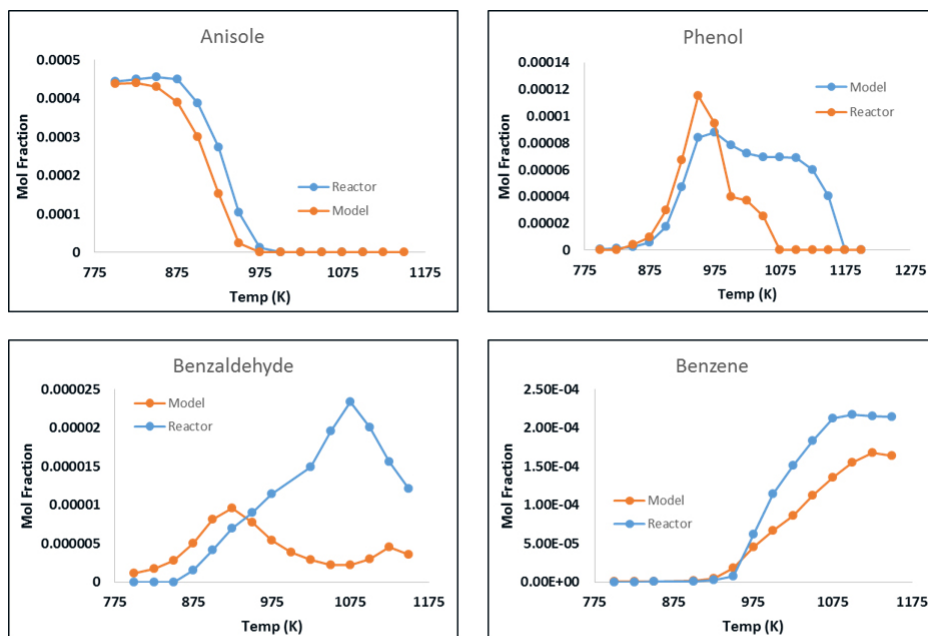 Anisole
0.0005
0.0004
0.0003
0.0002
0.0001
0
Mol Fraction
Reactor
Model
775 875 975 1075 1175
Temp (K)
Phenol
0.00014
0.00012
0.0001
0.00008
0.00006
0.00004
0.00002
0
Mol Fraction
Model
Reactor
775 875 975 1075 1175 1275
Temp (K)
Benzaldehyde
0.000025
0.00002
0.000015
0.00001
0.000005
0
Mol Fraction
Model
Reactor
775 875 975 1075 1175
Temp (K)
Benzene
2.50E-04
2.00E-04
1.50E-04
1.00E-04
5.00E-05
0.00E+00
Mol Fraction
Model
Reactor
775 875 975 1075 1175
Temp (K)